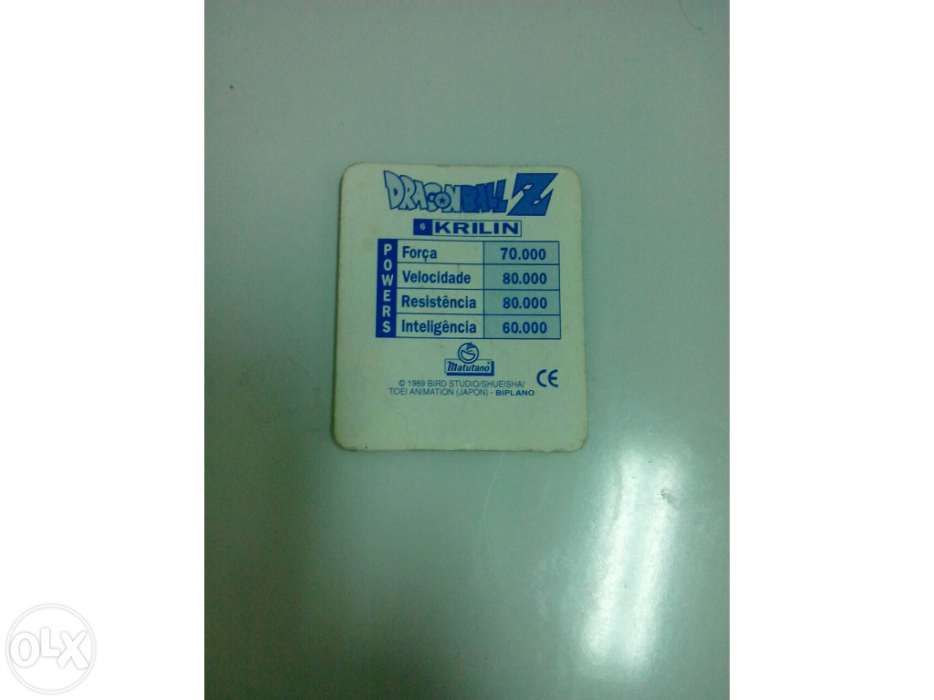 DRAGON BALL Z
6 KRILIN
POWERS
Força 70.000
Velocidade 80.000
Resistência 80.000
Inteligência 60.000
Matutano
© 1989 BIRD STUDIO/SHUEISHA/
TOEI ANIMATION (JAPON) - BIPLANO
CE
OLX